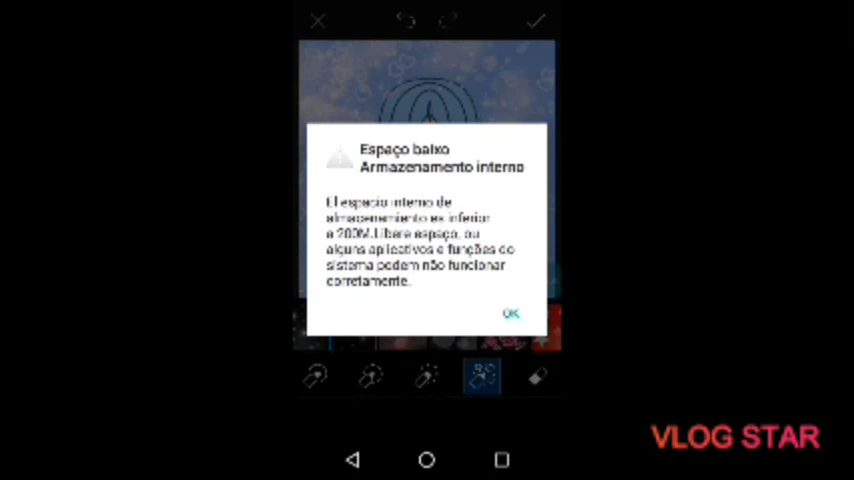 Espaço baixo
Armazenamento interno
El espacio interno de
almacenamiento es inferior
a 200M.Libere espaço, ou
alguns aplicativos e funções do
sistema podem não funcionar
corretamente.
OK
VLOG STAR